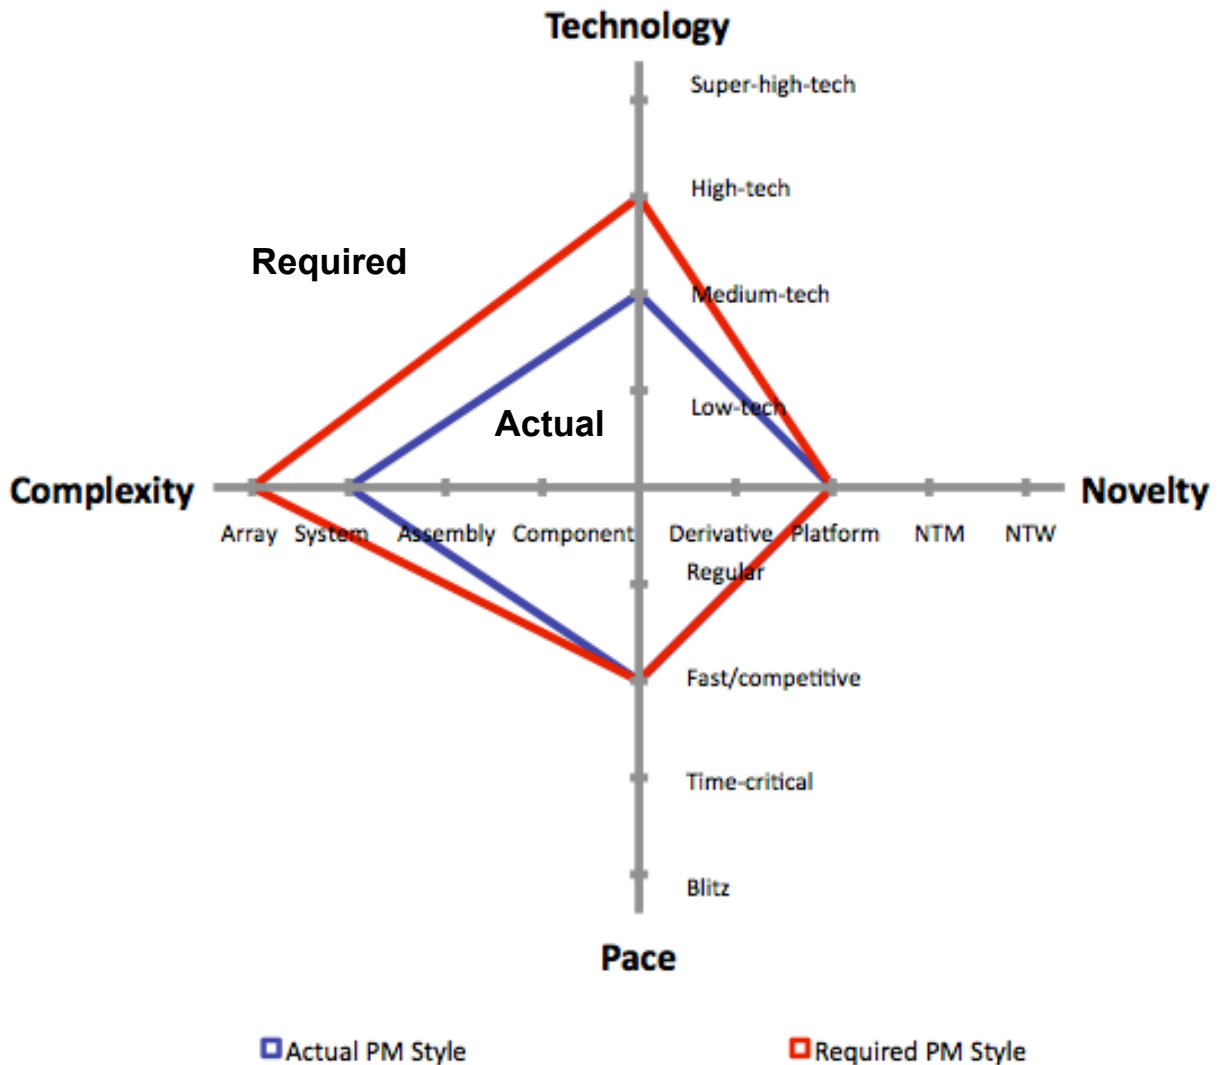 Technology
Super-high-tech
High-tech
Required
Medium-tech
Low-tech
Actual
Complexity
Novelty
Array System Assembly Component Derivative Platform NTM NTW
Regular
Fast/competitive
Time-critical
Blitz
Pace
Actual PM Style Required PM Style